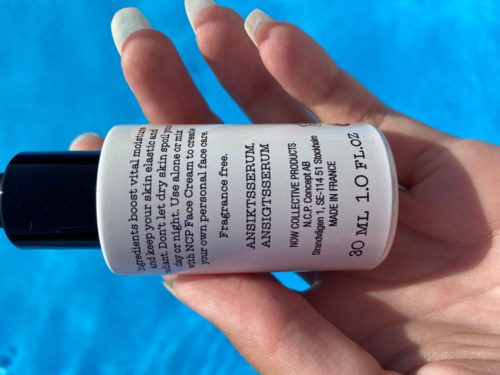 ingredients boost vital moisture
and keep your skin elastic and
radiant. Don't let dry skin spoil your
day or night. Use alone or mix
with NCP Face Cream to create
your own personal face care.
Fragrance free.
ANSIKTSSERUM,
ANSIGTSSERUM
NOW COLLECTIVE PRODUCTS
N.C.P. Concept AB
Strandvägen 1, SE-114 51 Stockholm
MADE IN FRANCE
30 ML 1.0 FL.OZ